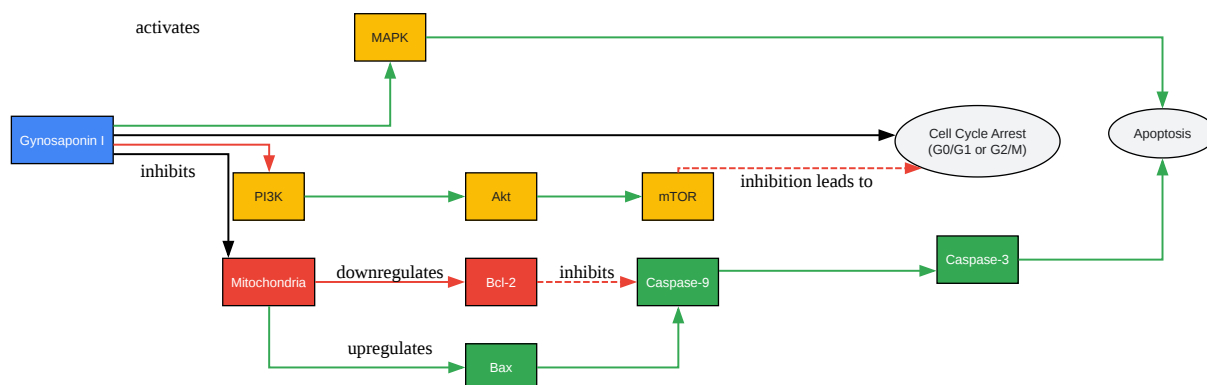 activates
MAPK
Gynosaponin I
Cell Cycle Arrest
(G0/G1 or G2/M)
Apoptosis
inhibits
PI3K
Akt
mTOR
inhibition leads to
Mitochondria
downregulates
Bcl-2
inhibits
Caspase-9
Caspase-3
upregulates
Bax